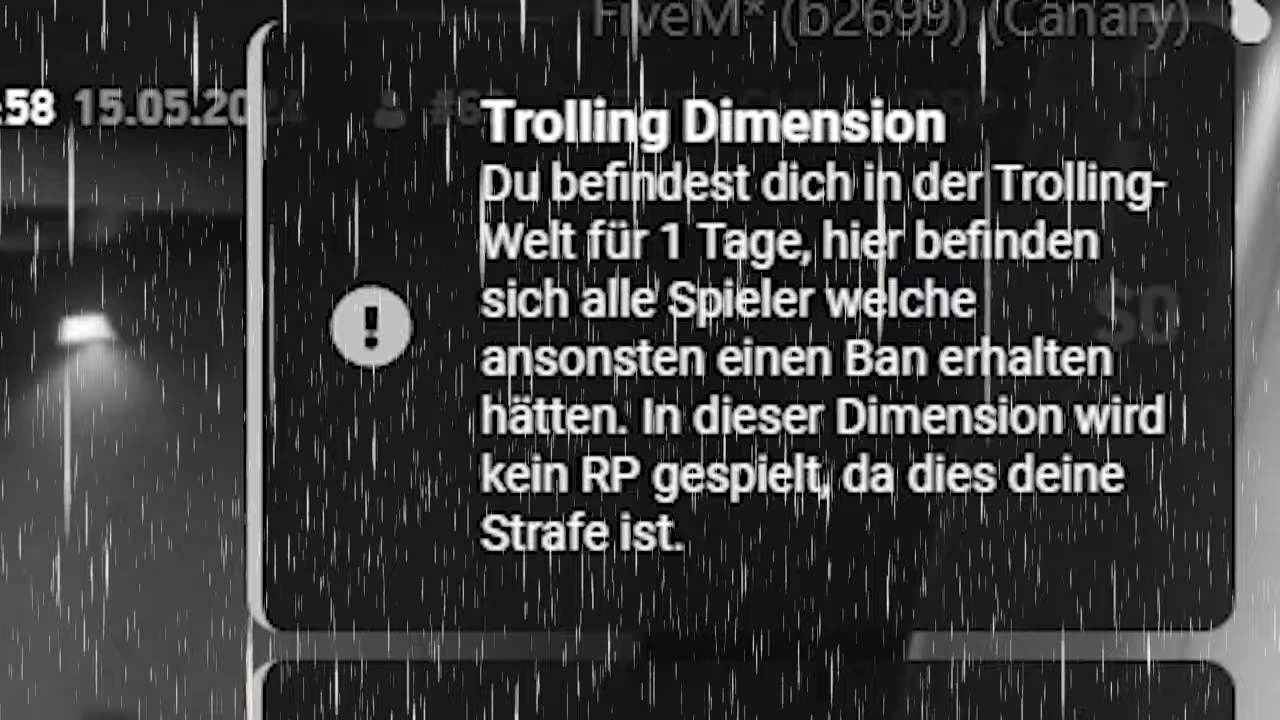 FiveM* (b2699) (Canary)
:58 15.05.20
Trolling Dimension
Du befindest dich in der Trolling-
Welt für 1 Tage, hier befinden
sich alle Spieler welche
$0
ansonsten einen Ban erhalten
hätten. In dieser Dimension wird
kein RP gespielt, da dies deine
Strafe ist.